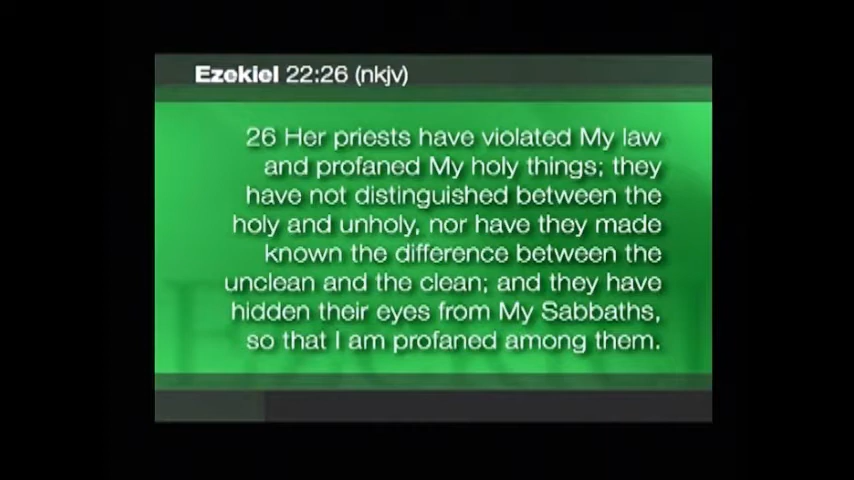 Ezekiel 22:26 (nkjv)
26 Her priests have violated My law
and profaned My holy things; they
have not distinguished between the
holy and unholy, nor have they made
known the difference between the
unclean and the clean; and they have
hidden their eyes from My Sabbaths,
so that I am profaned among them.